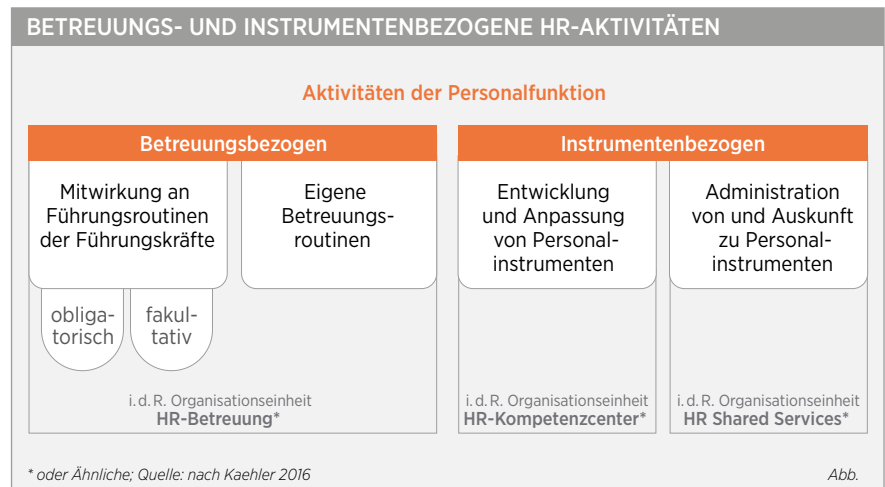 BETREUUNGS- UND INSTRUMENTENBEZOGENE HR-AKTIVITÄTEN
Aktivitäten der Personalfunktion
Betreuungsbezogen
Mitwirkung an
Führungsroutinen
der Führungskräfte
Eigene
Betreuungs-
routinen
obliga-
torisch
fakul-
tativ
i. d. R. Organisationseinheit
HR-Betreuung*
Instrumentenbezogen
Entwicklung
und Anpassung
von Personal-
instrumenten
i. d. R. Organisationseinheit
HR-Kompetenzcenter*
Administration
von und Auskunft
zu Personal-
instrumenten
i. d. R. Organisationseinheit
HR Shared Services*
* oder Ähnliche; Quelle: nach Kaehler 2016
Abb.